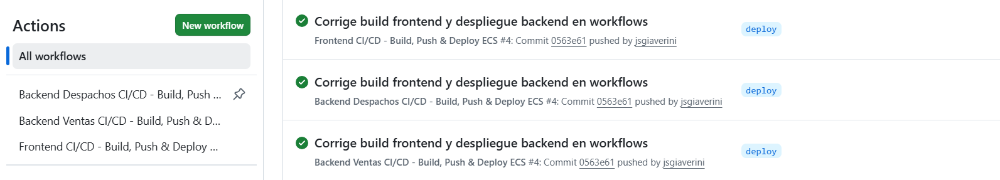 Actions
New workflow
All workflows
Backend Despachos CI/CD - Build, Push ...
Backend Ventas CI/CD - Build, Push & D...
Frontend CI/CD - Build, Push & Deploy ...
Corrige build frontend y despliegue backend en workflows
deploy
Frontend CI/CD - Build, Push & Deploy ECS #4: Commit 0563e61 pushed by jsgiaverini
Corrige build frontend y despliegue backend en workflows
deploy
Backend Despachos CI/CD - Build, Push & Deploy ECS #4: Commit 0563e61 pushed by jsgiaverini
Corrige build frontend y despliegue backend en workflows
deploy
Backend Ventas CI/CD - Build, Push & Deploy ECS #4: Commit 0563e61 pushed by jsgiaverini